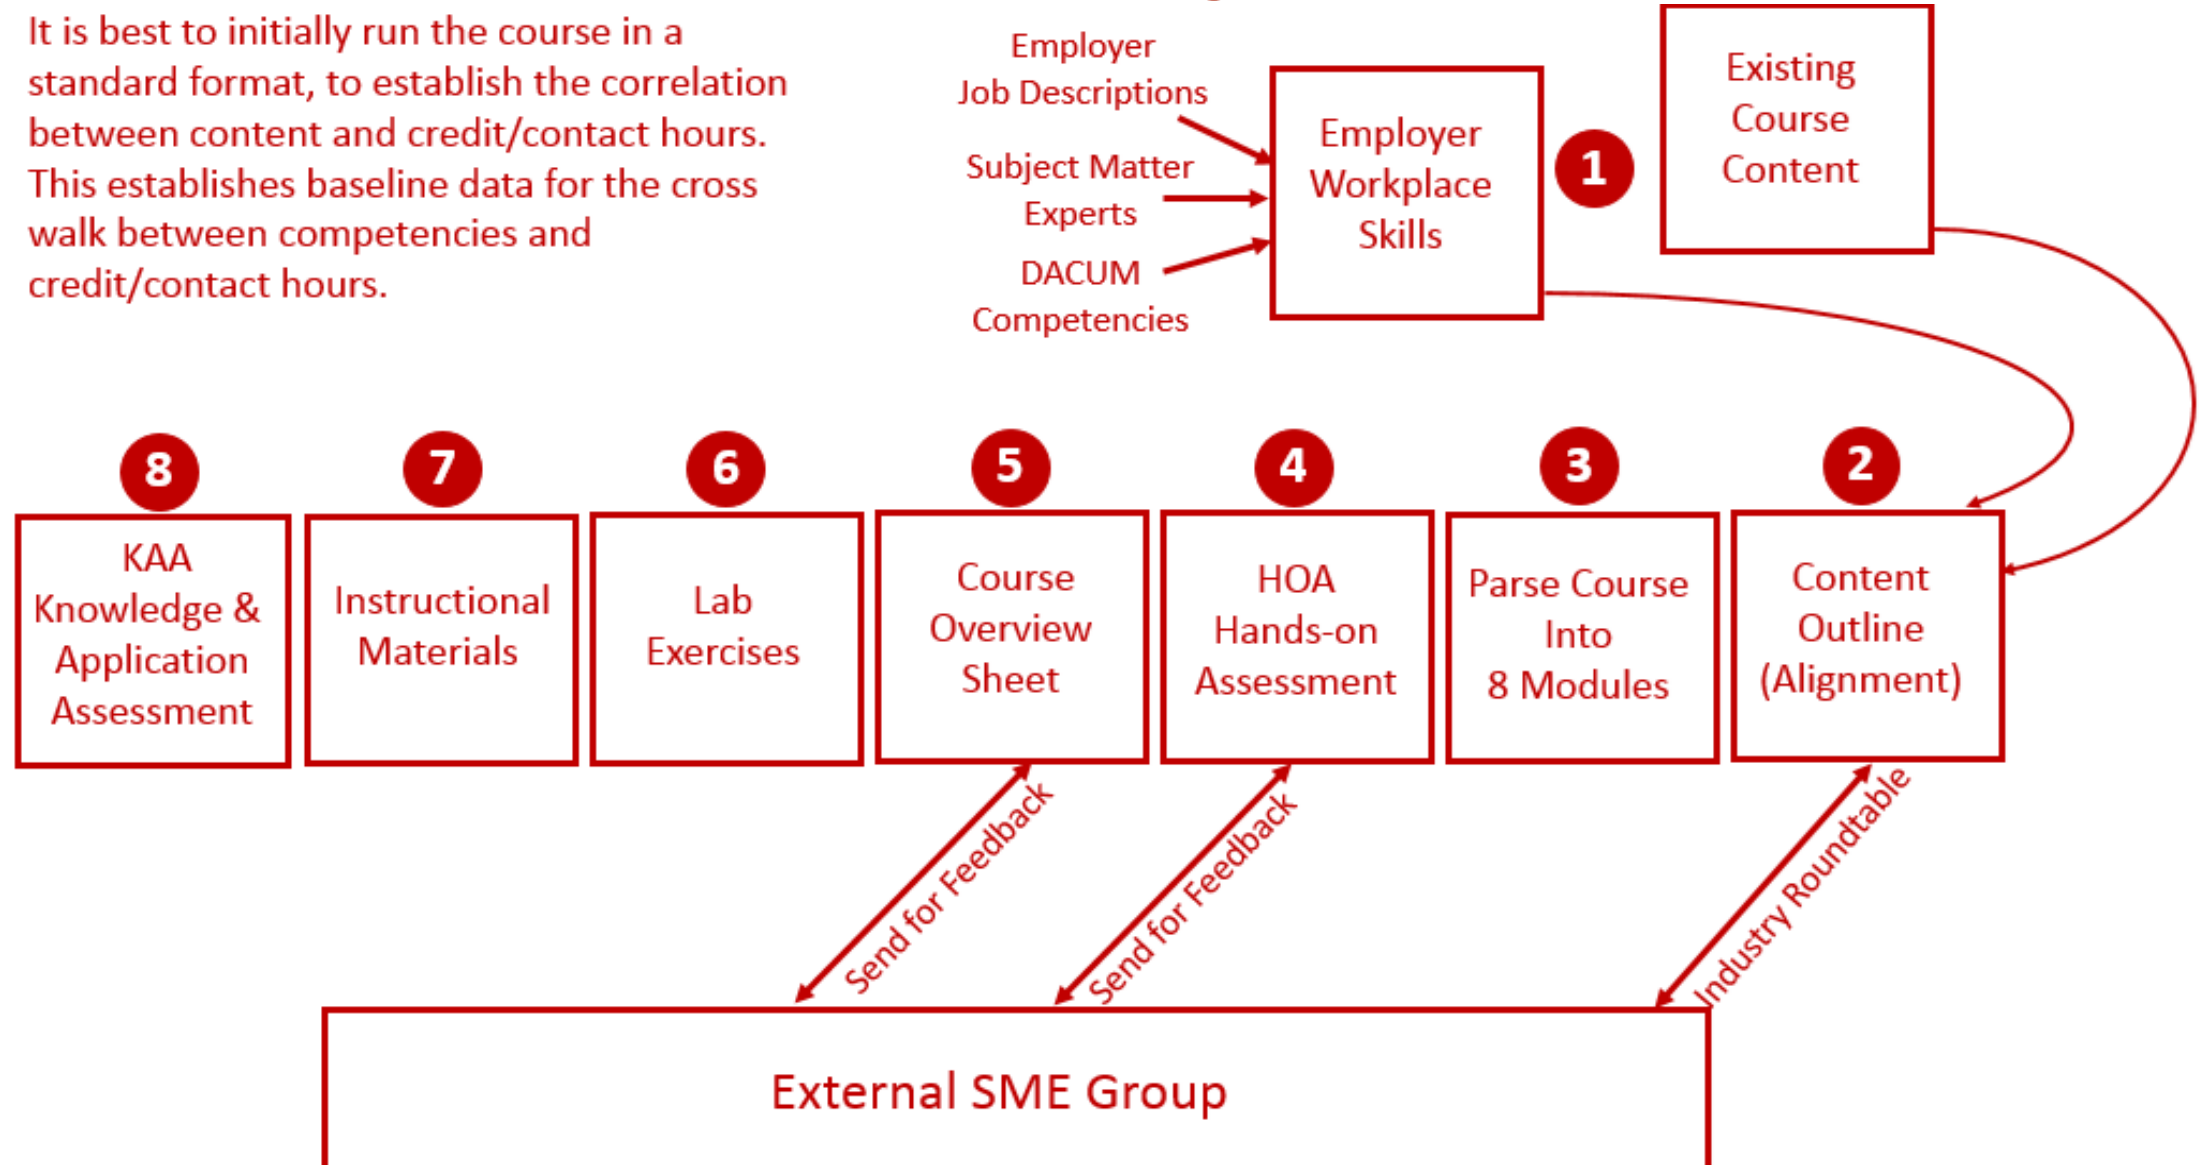 It is best to initially run the course in a
standard format, to establish the correlation
between content and credit/contact hours.
This establishes baseline data for the cross
walk between competencies and
credit/contact hours.
Employer
Job Descriptions
Subject Matter
Experts
DACUM
Competencies
Employer
Workplace
Skills
1
Existing
Course
Content
8
KAA
Knowledge &
Application
Assessment
7
Instructional
Materials
6
Lab
Exercises
5
Course
Overview
Sheet
4
HOA
Hands-on
Assessment
3
Parse Course
Into
8 Modules
2
Content
Outline
(Alignment)
Send for Feedback
Send for Feedback
Industry Roundtable
External SME Group